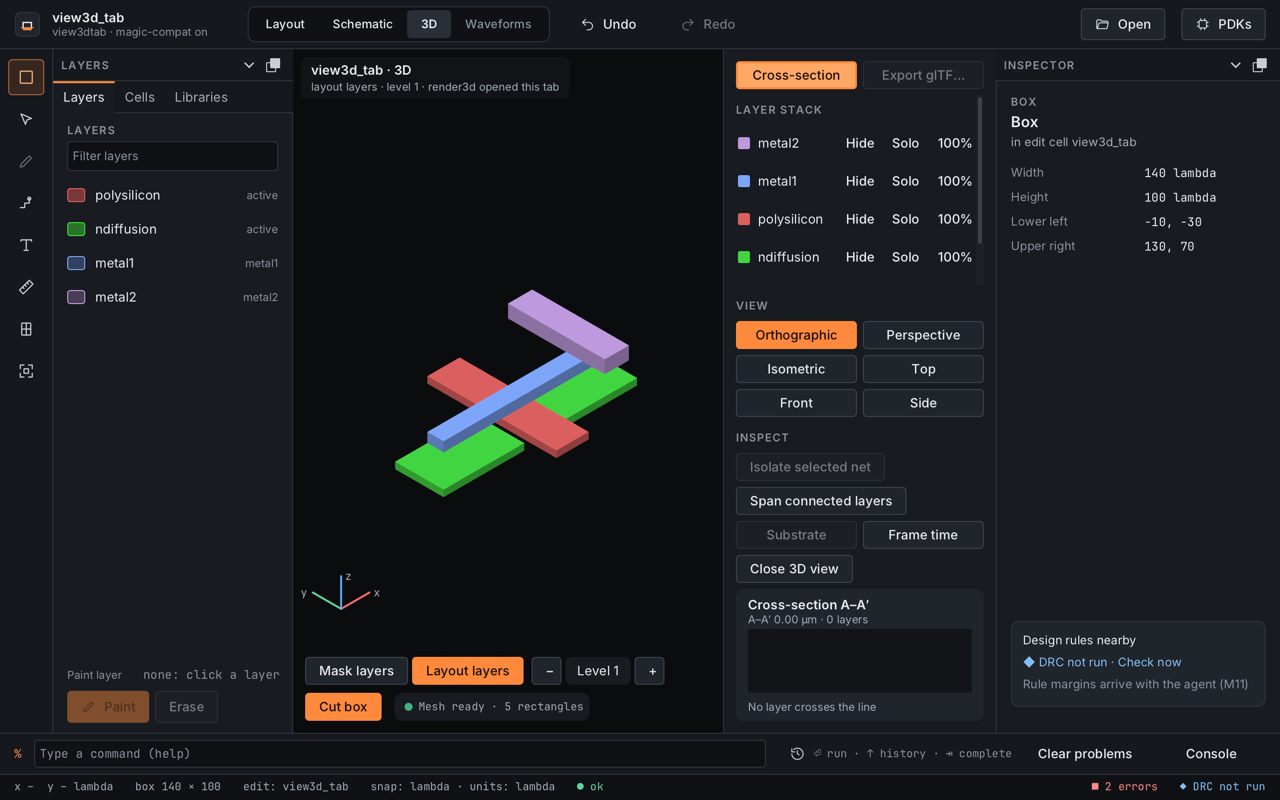 view3d_tab
view3dtab · magic-compat on
Layout
Schematic
3D
Waveforms
Undo
Redo
Open
PDKs
LAYERS
Layers
Cells
Libraries
LAYERS
Filter layers
polysilicon active
ndiffusion active
metal1 metal1
metal2 metal2
Paint layer none: click a layer
Paint
Erase
view3d_tab · 3D
layout layers · level 1 · render3d opened this tab
z
y
x
Mask layers
Layout layers
–
Level 1
+
Cut box
Mesh ready · 5 rectangles
Cross-section
Export glTF...
LAYER STACK
metal2 Hide Solo 100%
metal1 Hide Solo 100%
polysilicon Hide Solo 100%
ndiffusion Hide Solo 100%
VIEW
Orthographic
Perspective
Isometric
Top
Front
Side
INSPECT
Isolate selected net
Span connected layers
Substrate
Frame time
Close 3D view
Cross-section A–A′
A–A′ 0.00 µm · 0 layers
No layer crosses the line
INSPECTOR
BOX
Box
in edit cell view3d_tab
Width 140 lambda
Height 100 lambda
Lower left -10, -30
Upper right 130, 70
Design rules nearby
DRC not run · Check now
Rule margins arrive with the agent (M11)
% Type a command (help)
⏎ run · ↑ history · ⇥ complete
Clear problems
Console
x – y – lambda box 140 × 100 edit: view3d_tab snap: lambda · units: lambda ok
2 errors
DRC not run